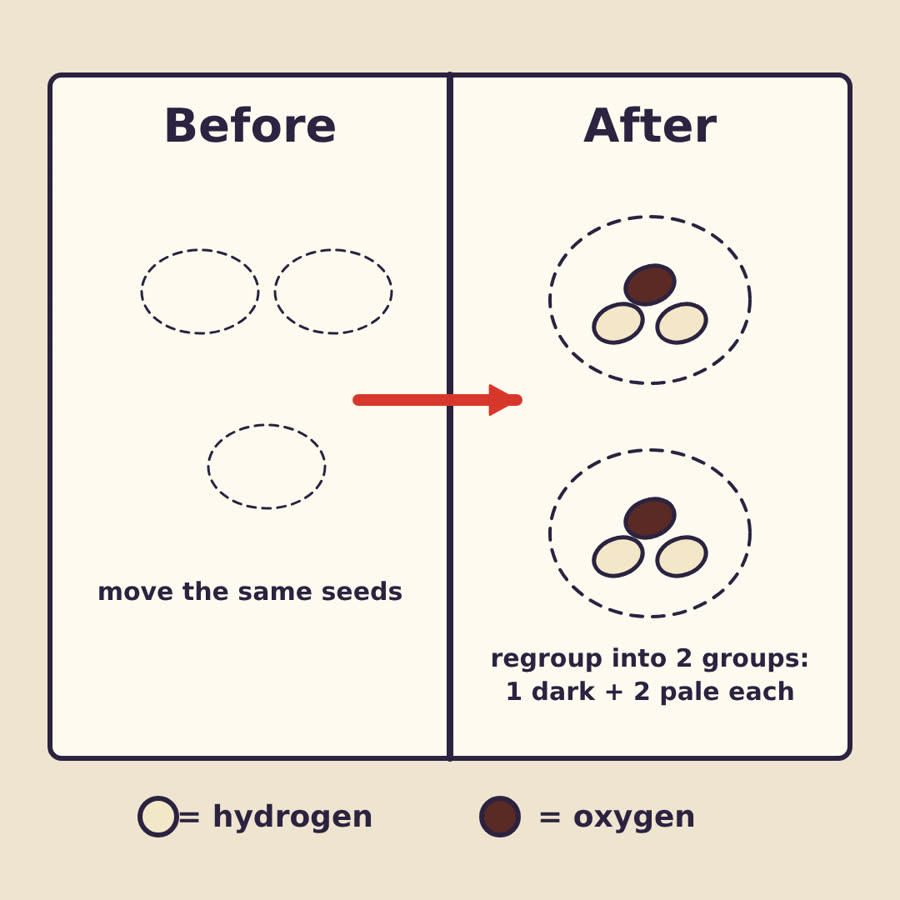 Before
After
move the same seeds
regroup into 2 groups:
1 dark + 2 pale each
= hydrogen
= oxygen